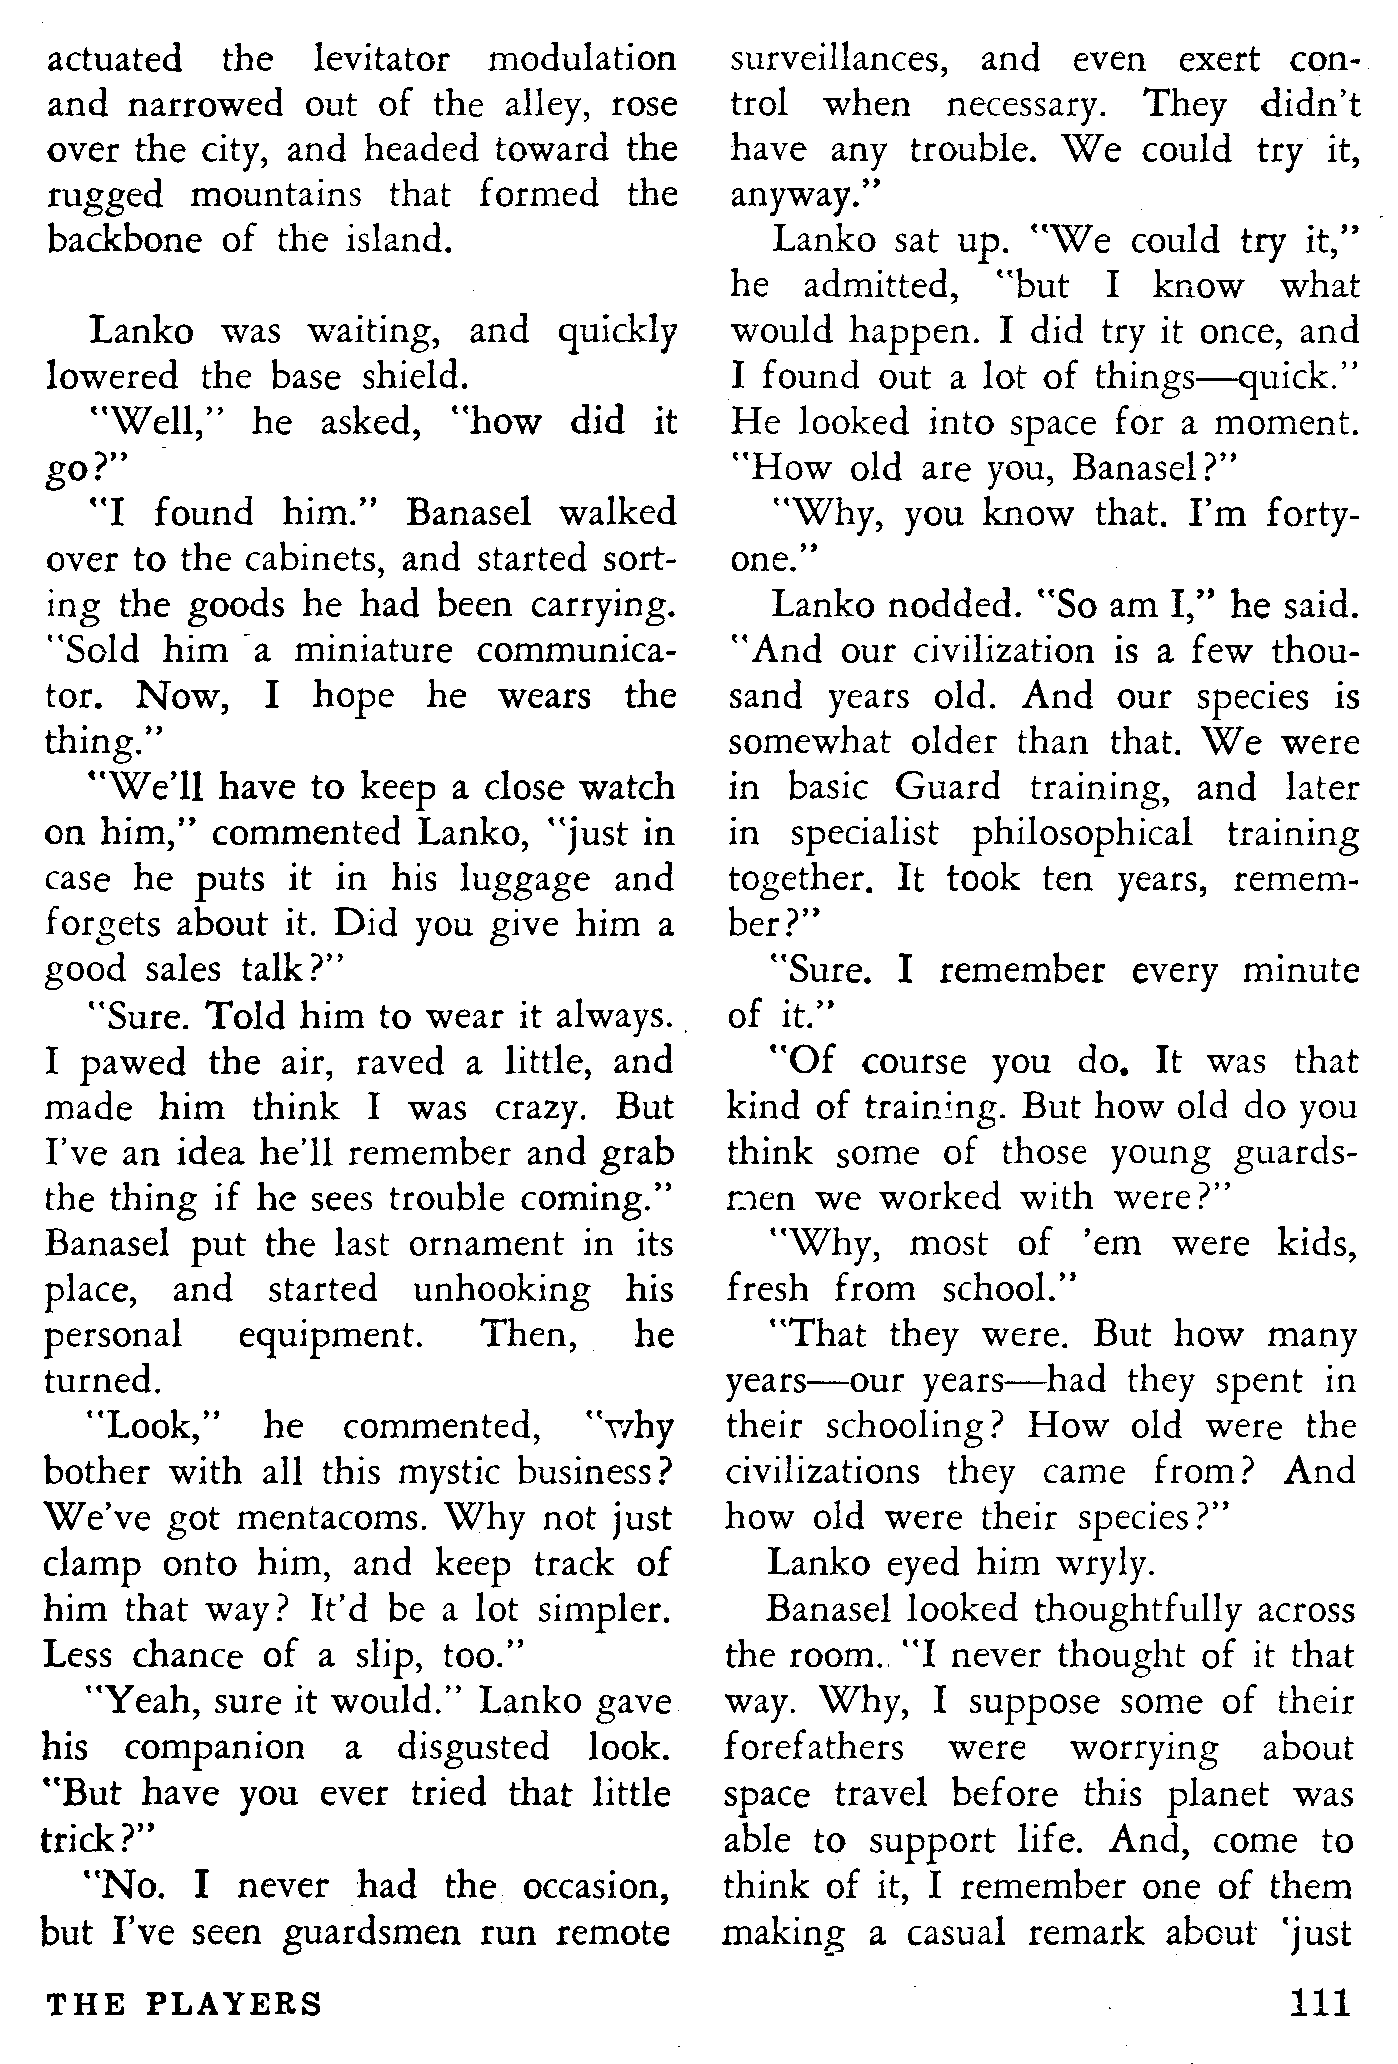 actuated the levitator modulation
and narrowed out of the alley, rose
over the city, and headed toward the
rugged mountains that formed the
backbone of the island.
Lanko was waiting, and quickly
lowered the base shield.
"Well," he asked, "how did it
go?"
"I found him." Banasel walked
over to the cabinets, and started sort-
ing the goods he had been carrying.
"Sold him a miniature communica-
tor. Now, I hope he wears the
thing."
"We'll have to keep a close watch
on him," commented Lanko, "just in
case he puts it in his luggage and
forgets about it. Did you give him a
good sales talk?"
"Sure. Told him to wear it always.
I pawed the air, raved a little, and
made him think I was crazy. But
I've an idea he'll remember and grab
the thing if he sees trouble coming."
Banasel put the last ornament in its
place, and started unhooking his
personal equipment. Then, he
turned.
"Look," he commented, "why
bother with all this mystic business?
We've got mentacoms. Why not just
clamp onto him, and keep track of
him that way? It'd be a lot simpler.
Less chance of a slip, too."
"Yeah, sure it would." Lanko gave
his companion a disgusted look.
"But have you ever tried that little
trick?"
"No. I never had the occasion,
but I've seen guardsmen run remote
surveillances, and even exert con-
trol when necessary. They didn't
have any trouble. We could try it,
anyway."
Lanko sat up. "We could try it,"
he admitted, "but I know what
would happen. I did try it once, and
I found out a lot of things—quick."
He looked into space for a moment.
"How old are you, Banasel?"
"Why, you know that. I'm forty-
one."
Lanko nodded. "So am I," he said.
"And our civilization is a few thou-
sand years old. And our species is
somewhat older than that. We were
in basic Guard training, and later
in specialist philosophical training
together. It took ten years, remem-
ber?"
"Sure. I remember every minute
of it."
"Of course you do. It was that
kind of training. But how old do you
think some of those young guards-
men we worked with were?"
"Why, most of 'em were kids,
fresh from school."
"That they were. But how many
years—our years—had they spent in
their schooling? How old were the
civilizations they came from? And
how old were their species?"
Lanko eyed him wryly.
Banasel looked thoughtfully across
the room. "I never thought of it that
way. Why, I suppose some of their
forefathers were worrying about
space travel before this planet was
able to support life. And, come to
think of it, I remember one of them
making a casual remark about 'just
THE PLAYERS
111